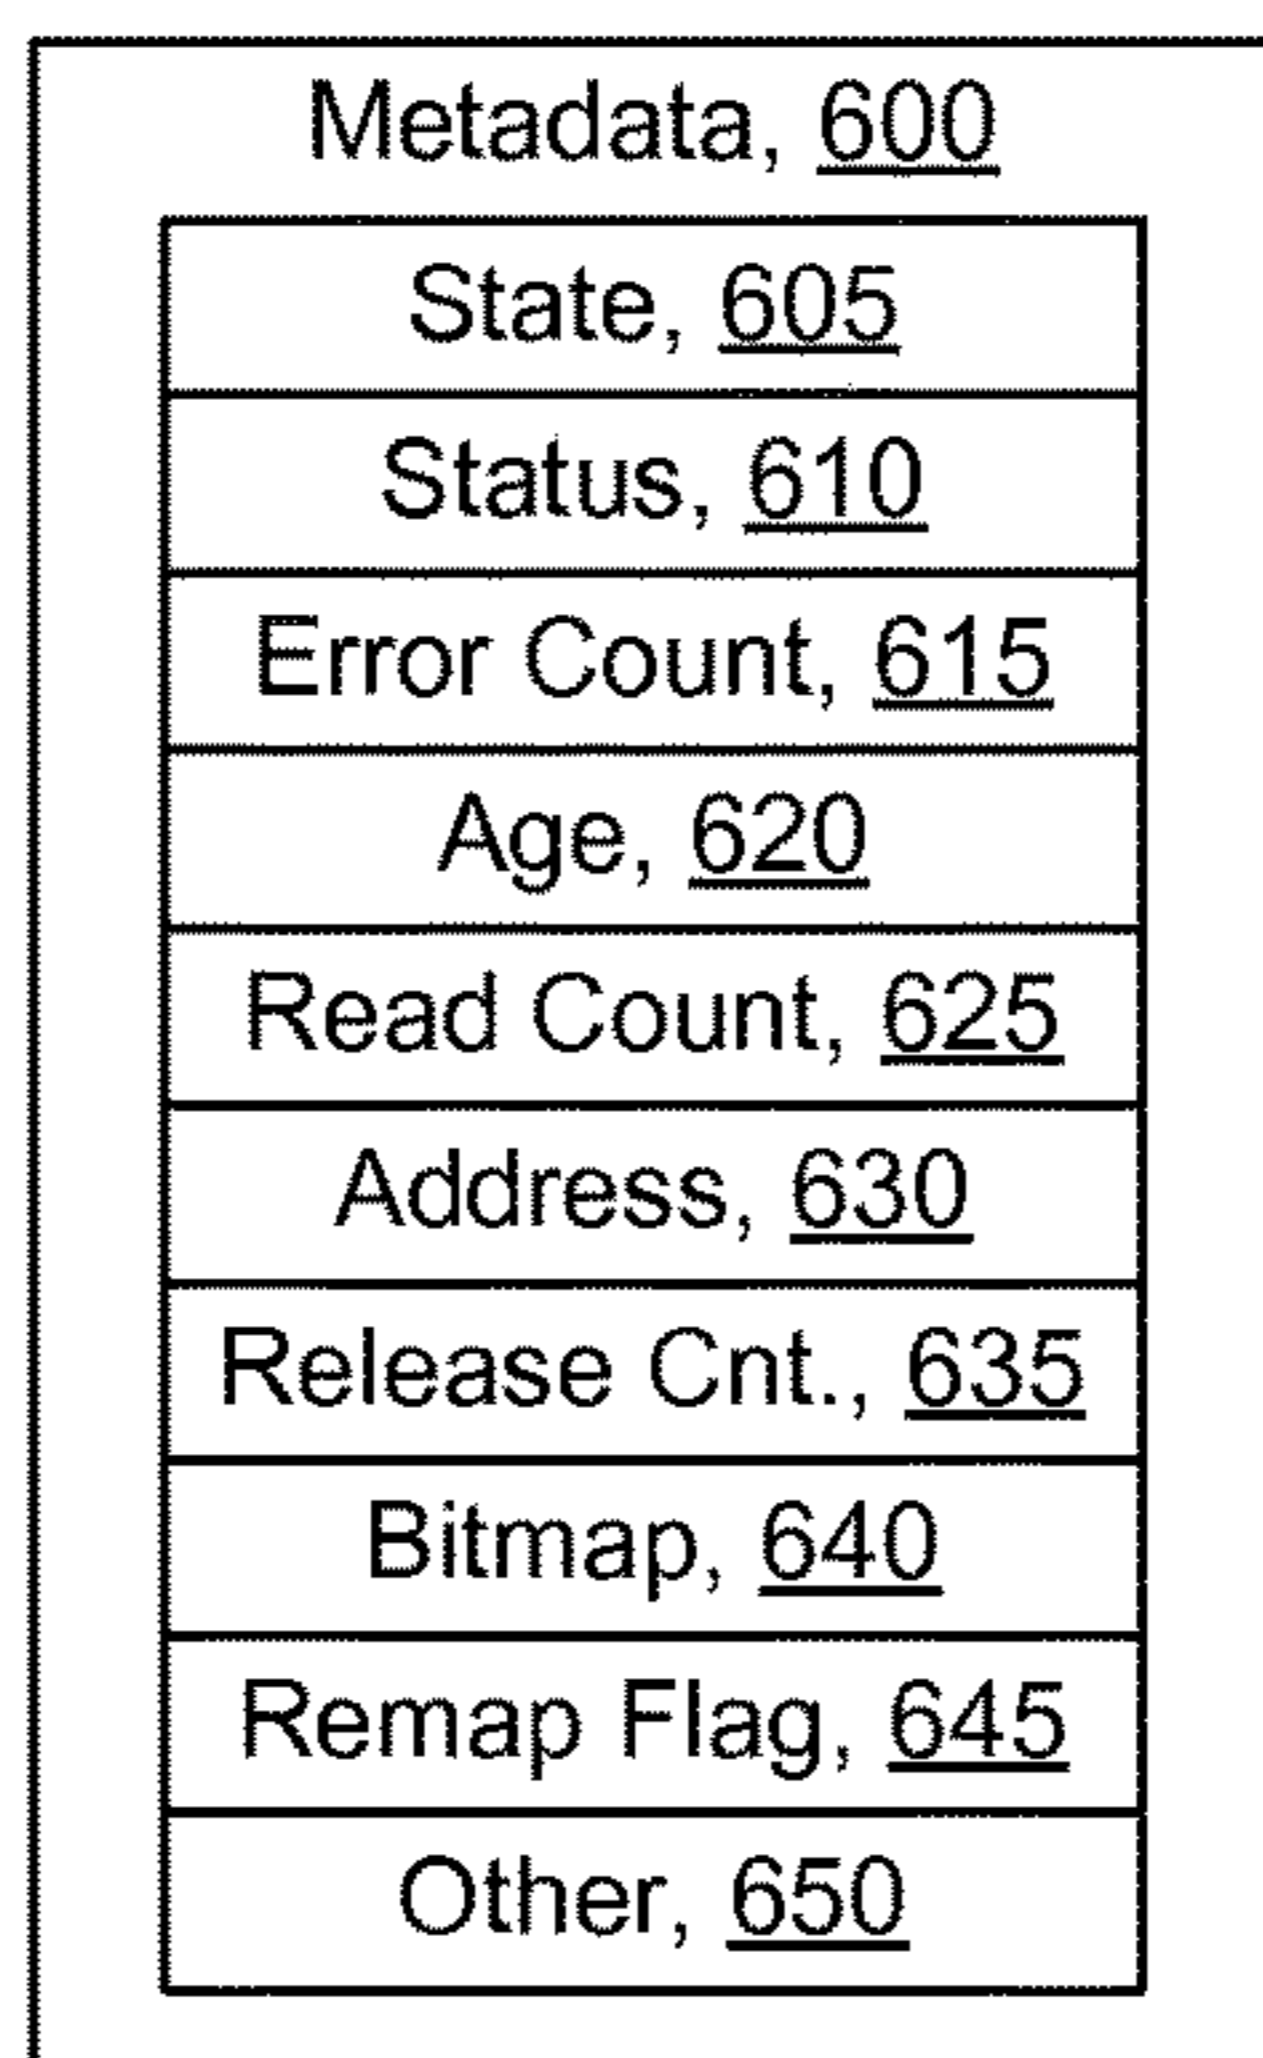 Metadata, 600
State, 605
Status, 610
Error Count, 615
Age, 620
Read Count, 625
Address, 630
Release Cnt., 635
Bitmap, 640
Remap Flag, 645
Other, 650